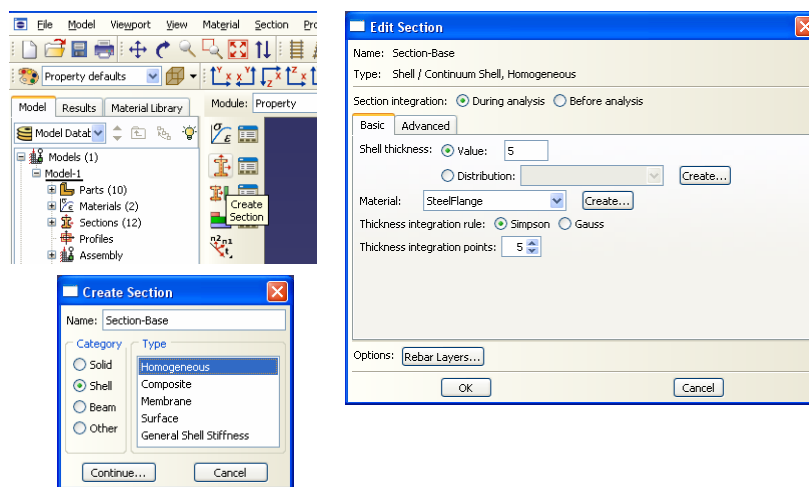 File Model Viewport View Material Section
Property defaults
Model Results Material Library
Module: Property
Model Datab
Models (1)
Model-1
Parts (10)
Materials (2)
Sections (12)
Profiles
Assembly
Create
Section
Create Section
Name: Section-Base
Category Type
Solid Homogeneous
Shell Composite
Beam Membrane
Other Surface
General Shell Stiffness
Continue... Cancel
Edit Section
Name: Section-Base
Type: Shell / Continuum Shell, Homogeneous
Section integration: During analysis Before analysis
Basic Advanced
Shell thickness: Value: 5
Distribution: Create...
Material: SteelFlange Create...
Thickness integration rule: Simpson Gauss
Thickness integration points: 5
Options: Rebar Layers...
OK Cancel